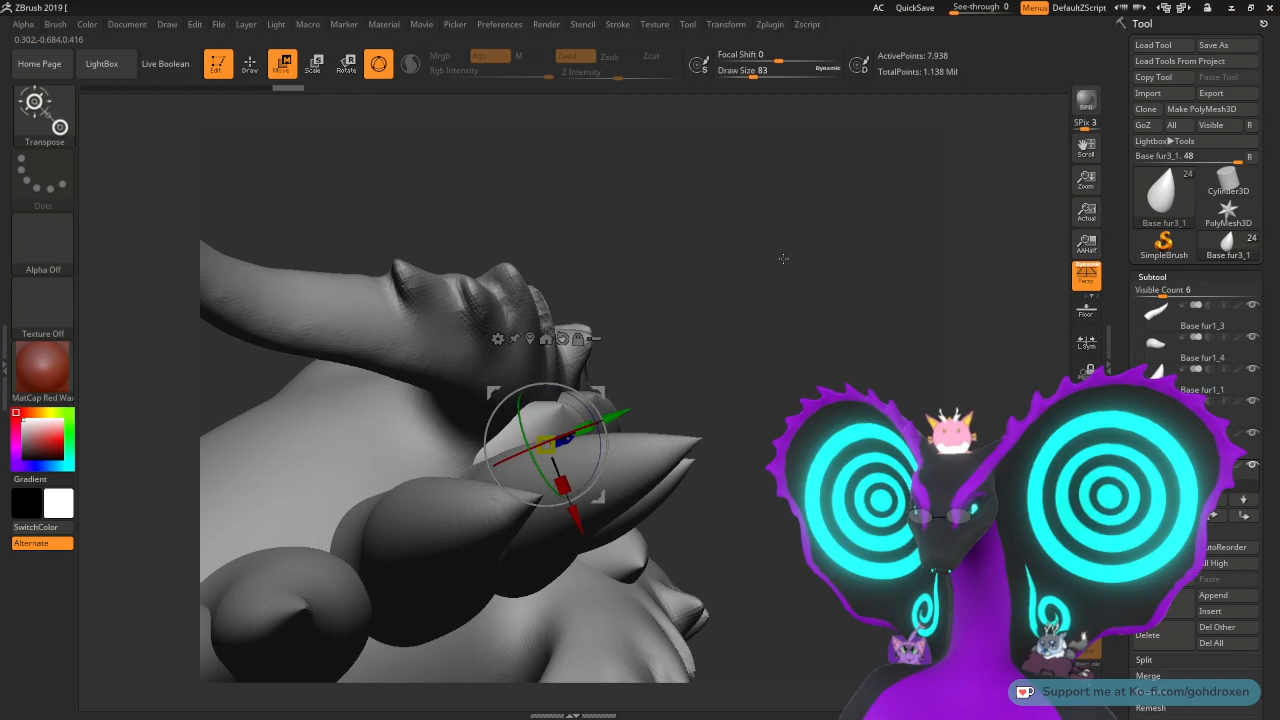 ZBrush 2019 [
AC QuickSave See-through 0 Menus DefaultZScript
Alpha Brush Color Document Draw Edit File Layer Light Macro Marker Material Movie Picker Preferences Render Stencil Stroke Texture Tool Transform Zplugin Zscript
0.302,-0.684,0.416
Home Page LightBox Live Boolean Edit Draw Move Scale Rotate
Mrgb Rgb M
Rgb Intensity
Zadd Zsub Zcut
Z Intensity
Focal Shift 0
Draw Size 83 Dynamic
ActivePoints: 7.938
TotalPoints: 1.138 Mil
Transpose
Dots
Alpha Off
Texture Off
MatCap Red Wax
Gradient
SwitchColor
Alternate
BPR
SPix 3
Scroll
Zoom
Actual
AAHalf
Dynamic
Persp
Floor
L.Sym
Tool
Load Tool Save As
Load Tools From Project
Copy Tool Paste Tool
Import Export
Clone Make PolyMesh3D
GoZ All Visible R
Lightbox▶Tools
Base fur3_1. 48 R
24
Base fur3_1
Cylinder3D
PolyMesh3D
SimpleBrush
24
Base fur3_1
Subtool
Visible Count 6
Base fur1_3
Base fur1_4
Base fur1_1
AutoReorder
All High
Paste
Append
Insert
Delete Del Other
Del All
Split
Merge
Remesh
Support me at Ko-fi.com/gohdroxen